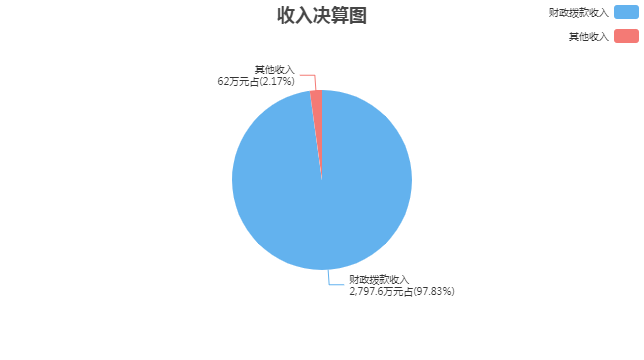 收入决算图
财政拨款收入
其他收入
其他收入
62万元占(2.17%)
财政拨款收入
2,797.6万元占(97.83%)